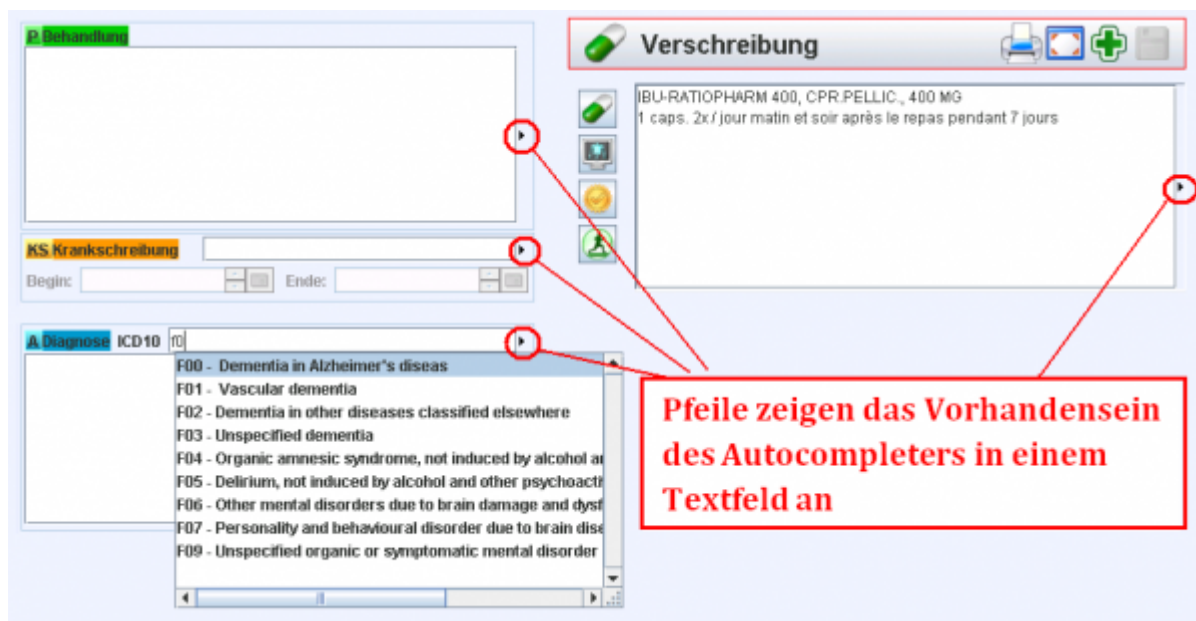 P Behandlung
KS Krankschreibung
Begin:
Ende:
A Diagnose ICD10 f0
F00 - Dementia in Alzheimer's diseas
F01 - Vascular dementia
F02 - Dementia in other diseases classified elsewhere
F03 - Unspecified dementia
F04 - Organic amnesic syndrome, not induced by alcohol
F05 - Delirium, not induced by alcohol and other psychoacti
F06 - Other mental disorders due to brain damage and dysf
F07 - Personality and behavioural disorder due to brain dise
F09 - Unspecified organic or symptomatic mental disorder
Verschreibung
IBU-RATIOPHARM 400, CPR.PELLIC., 400 MG
1 caps. 2x / jour matin et soir après le repas pendant 7 jours
Pfeile zeigen das Vorhandensein
des Autocompleters in einem
Textfeld an